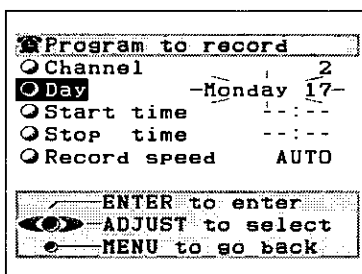 Program to record
Channel 2
Day Monday 17
Start time --:--
Stop time --:--
Record speed AUTO
ENTER to enter
ADJUST to select
MENU to go back